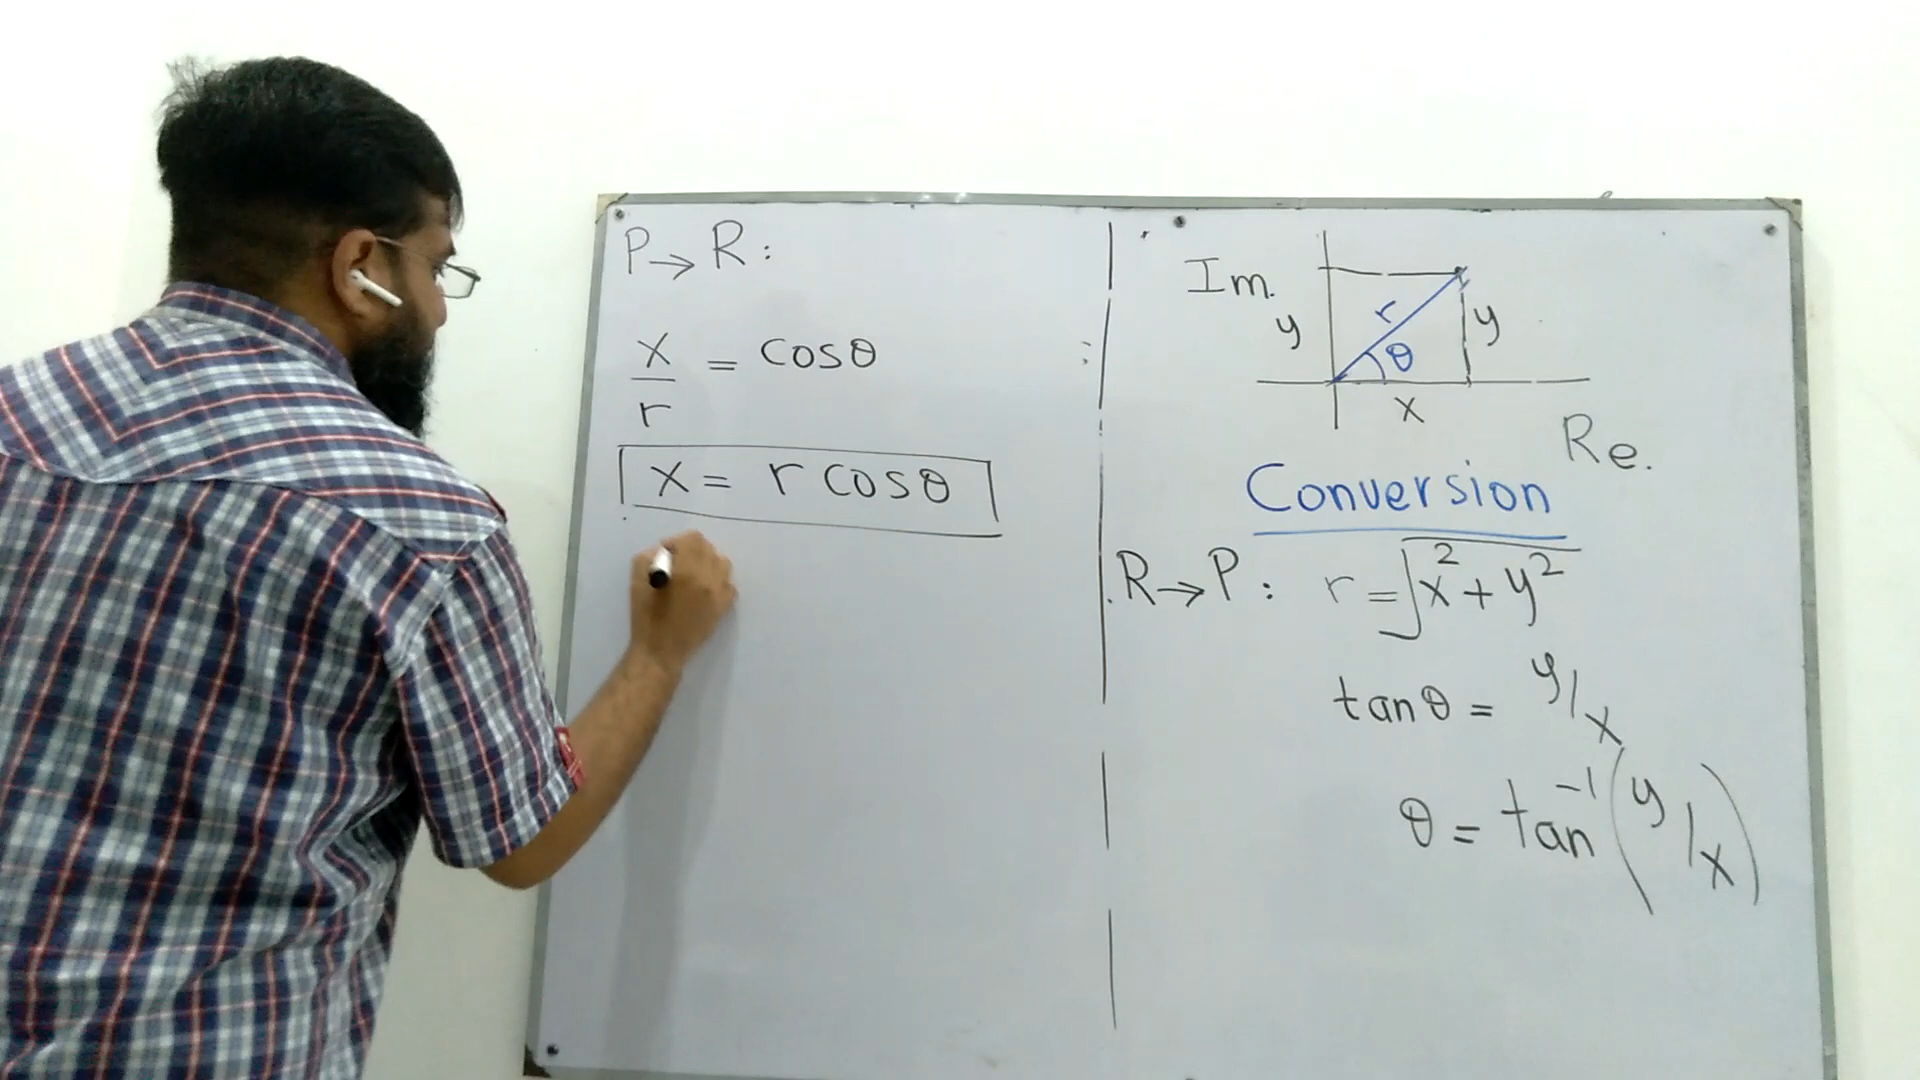 P→R:
x/r = cosθ
x = r cosθ
Im.
y
r
θ
y
x
Re.
Conversion
R→P: r = √x²+y²
tanθ = y/x
θ = tan⁻¹(y/x)